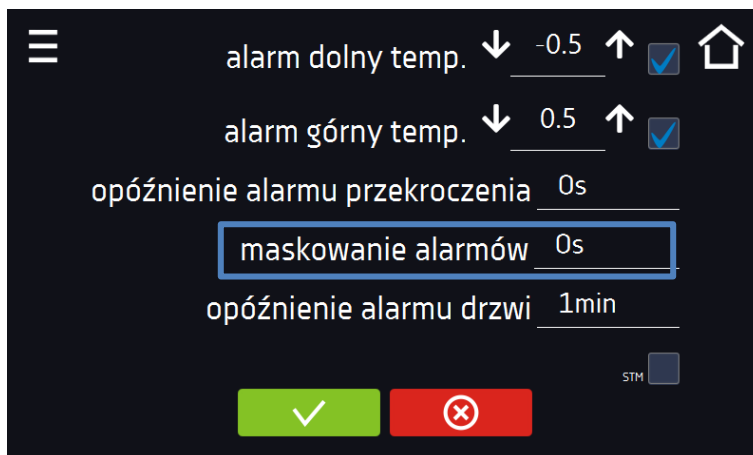 alarm dolny temp. -0.5
alarm górny temp. 0.5
opóźnienie alarmu przekroczenia 0s
maskowanie alarmów 0s
opóźnienie alarmu drzwi 1min
STM